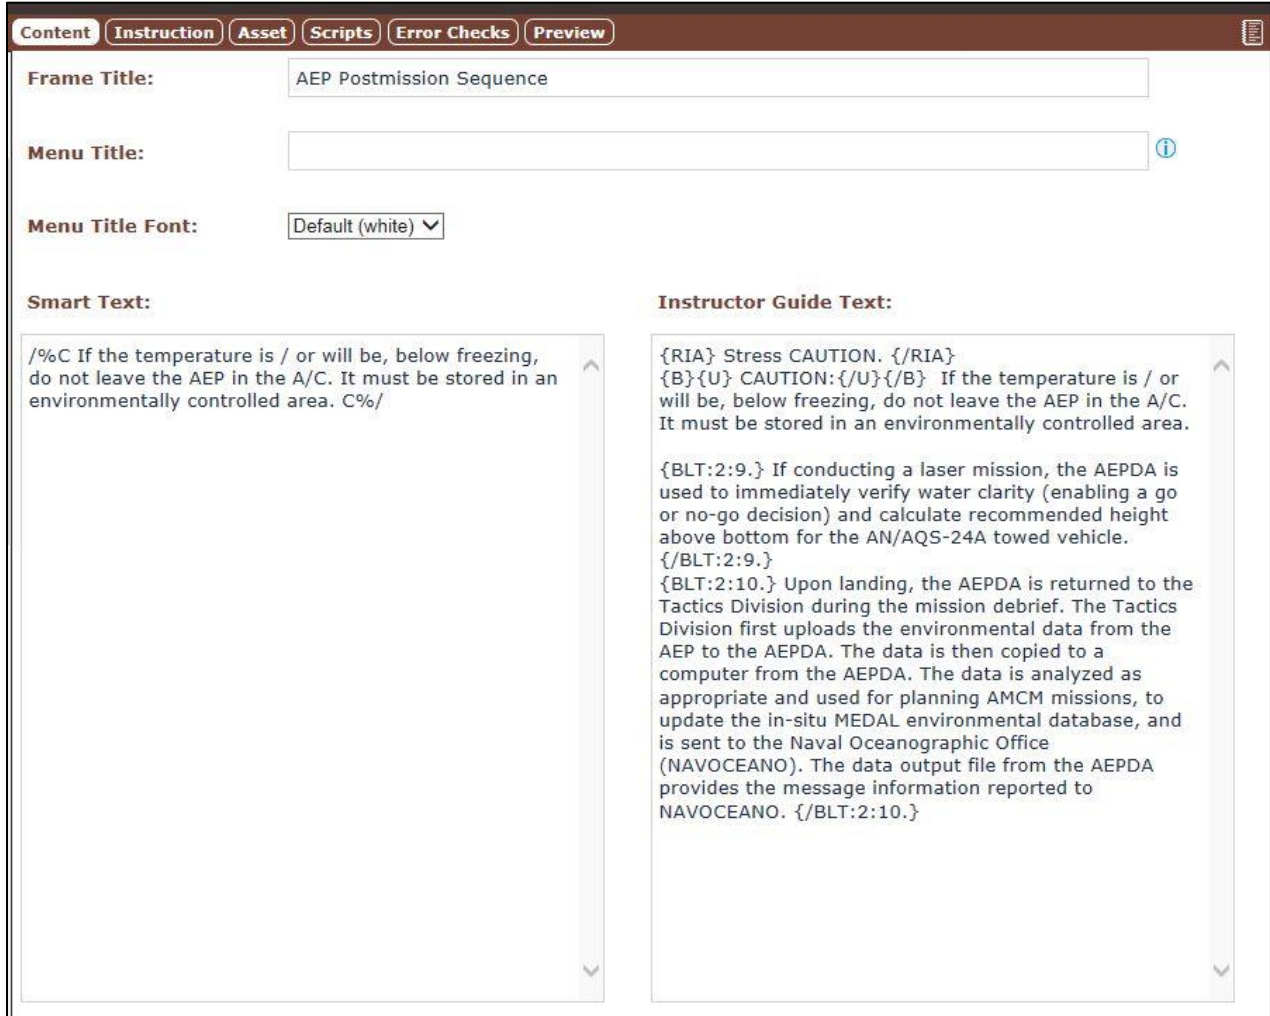 Content Instruction Asset Scripts Error Checks Preview
Frame Title: AEP Postmission Sequence
Menu Title:
Menu Title Font: Default (white)
Smart Text:
/%C If the temperature is / or will be, below freezing,
do not leave the AEP in the A/C. It must be stored in an
environmentally controlled area. C%/
Instructor Guide Text:
{RIA} Stress CAUTION. {/RIA}
{B}{U} CAUTION:{/U}{/B}  If the temperature is / or
will be, below freezing, do not leave the AEP in the A/C.
It must be stored in an environmentally controlled area.
{BLT:2:9.} If conducting a laser mission, the AEPDA is
used to immediately verify water clarity (enabling a go
or no-go decision) and calculate recommended height
above bottom for the AN/AQS-24A towed vehicle.
{/BLT:2:9.}
{BLT:2:10.} Upon landing, the AEPDA is returned to the
Tactics Division during the mission debrief. The Tactics
Division first uploads the environmental data from the
AEP to the AEPDA. The data is then copied to a
computer from the AEPDA. The data is analyzed as
appropriate and used for planning AMCM missions, to
update the in-situ MEDAL environmental database, and
is sent to the Naval Oceanographic Office
(NAVOCEANO). The data output file from the AEPDA
provides the message information reported to
NAVOCEANO. {/BLT:2:10.}